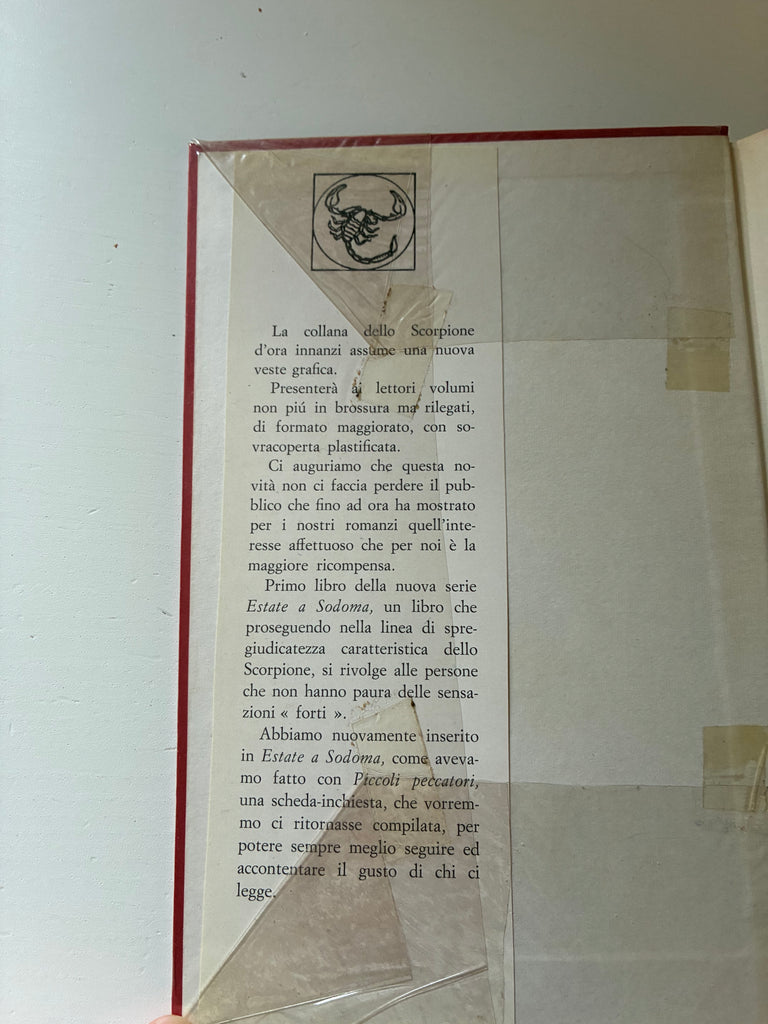 La collana dello Scorpione
d'ora innanzi assume una nuova
veste grafica.
Presenterà ai lettori volumi
non piú in brossura ma rilegati,
di formato maggiorato, con so-
vracoperta plastificata.
Ci auguriamo che questa no-
vità non ci faccia perdere il pub-
blico che fino ad ora ha mostrato
per i nostri romanzi quell'inte-
resse affettuoso che per noi è la
maggiore ricompensa.
Primo libro della nuova serie
Estate a Sodoma, un libro che
proseguendo nella linea di spre-
giudicatezza caratteristica dello
Scorpione, si rivolge alle persone
che non hanno paura delle sensa-
zioni « forti ».
Abbiamo nuovamente inserito
in Estate a Sodoma, come aveva-
mo fatto con Piccoli peccatori,
una scheda-inchiesta, che vorrem-
mo ci ritornasse compilata, per
potere sempre meglio seguire ed
accontentare il gusto di chi ci
legge.